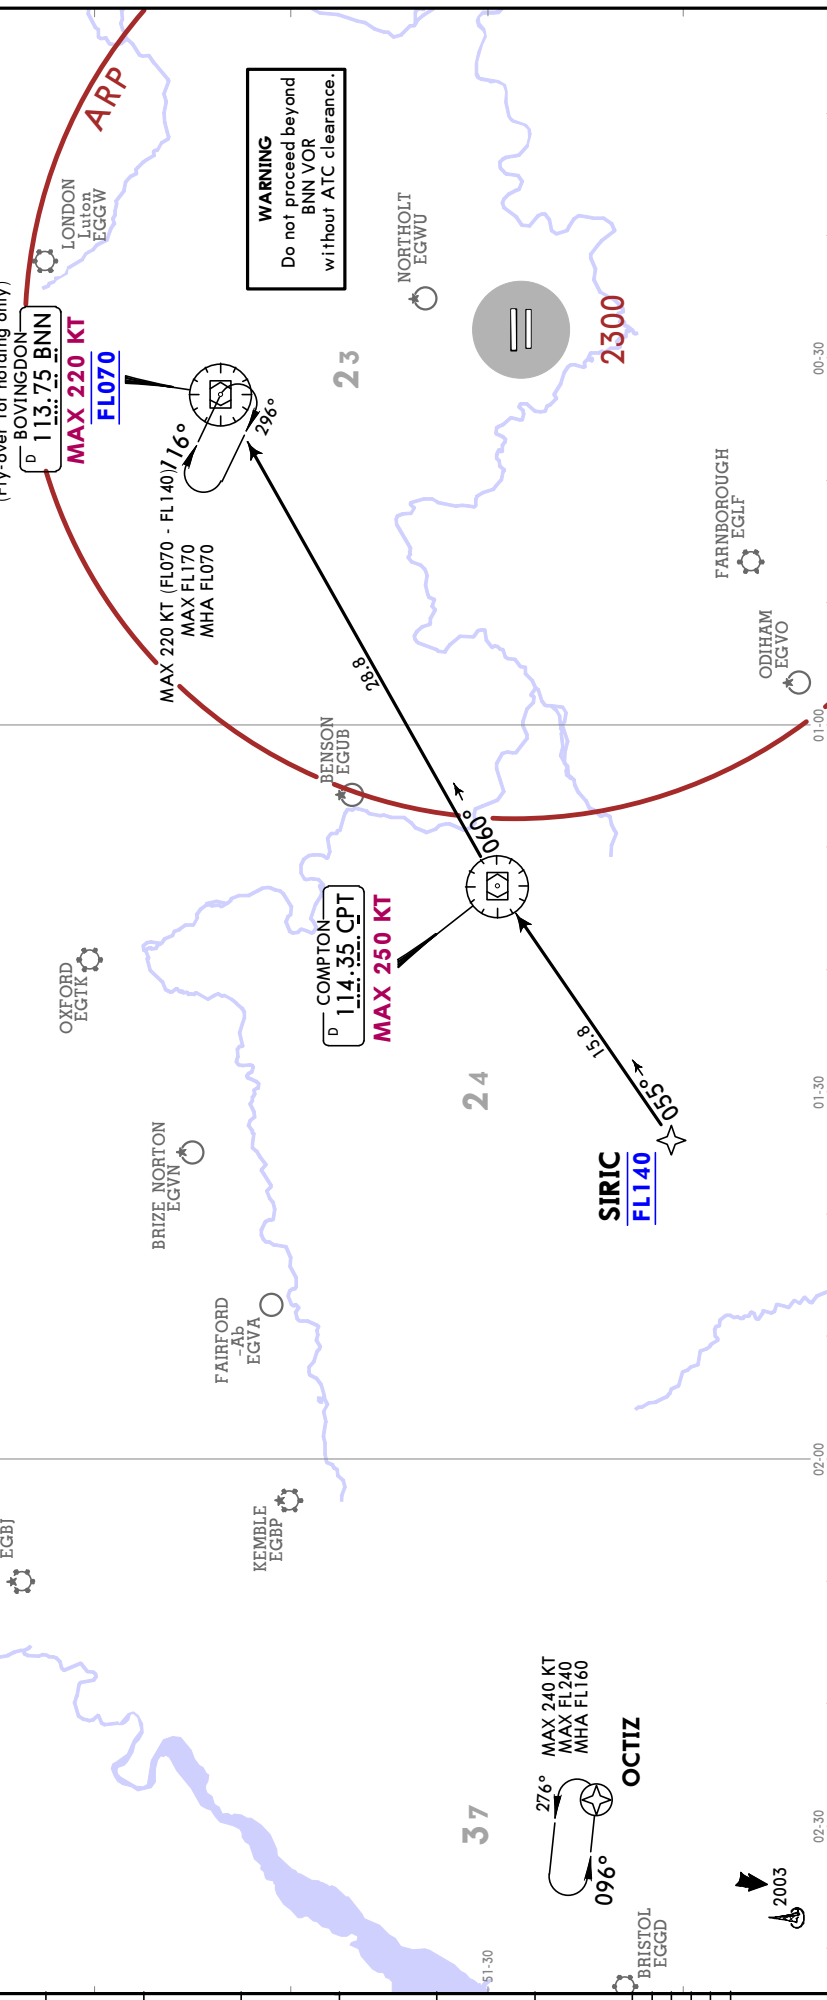 (Fly-over for holding only)
BOVINGDON
D
113.75 BNN
MAX 220 KT
FL070
LONDON
Luton
EGGW
ARP
WARNING
Do not proceed beyond
BNN VOR
without ATC clearance.
NORTHOLT
EGWU
116°
296°
MAX 220 KT (FL070 - FL140)
MAX FL170
MHA FL070
23
2300
00-30
FARNBOROUGH
EGLF
ODIHAM
EGVO
01-00
28.8
BENSON
EGUB
060°
COMPTON
D
114.35 CPT
MAX 250 KT
OXFORD
EGTK
15.8
055°
24
01-30
SIRIC
FL140
BRIZE NORTON
EGVN
FAIRFORD
-Ab
EGVA
02-00
KEMBLE
EGBP
EGBJ
MAX 240 KT
MAX FL240
MHA FL160
OCTIZ
276°
096°
37
02-30
2003
BRISTOL
EGGD
51-30